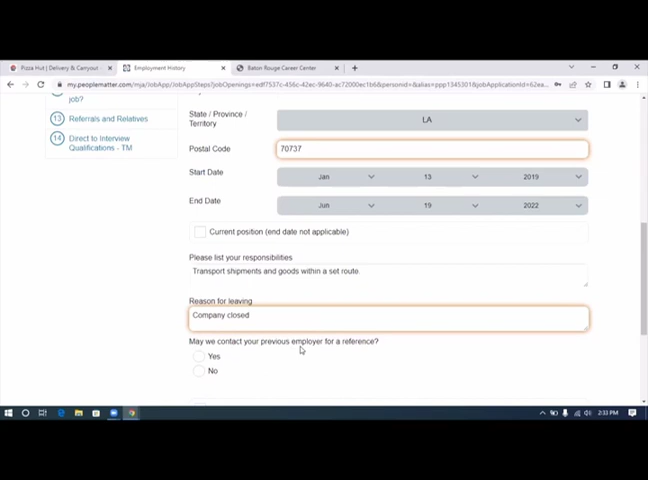 Pizza Hut | Delivery & Carryout
Employment History
Baton Rouge Career Center
job?
13 Referrals and Relatives
14 Direct to Interview
Qualifications - TM
State / Province /
Territory
LA
Postal Code
70737
Start Date
Jan
13
2019
End Date
Jun
19
2022
Current position (end date not applicable)
Please list your responsibilities
Transport shipments and goods within a set route.
Reason for leaving
Company closed
May we contact your previous employer for a reference?
Yes
No
2:33 PM